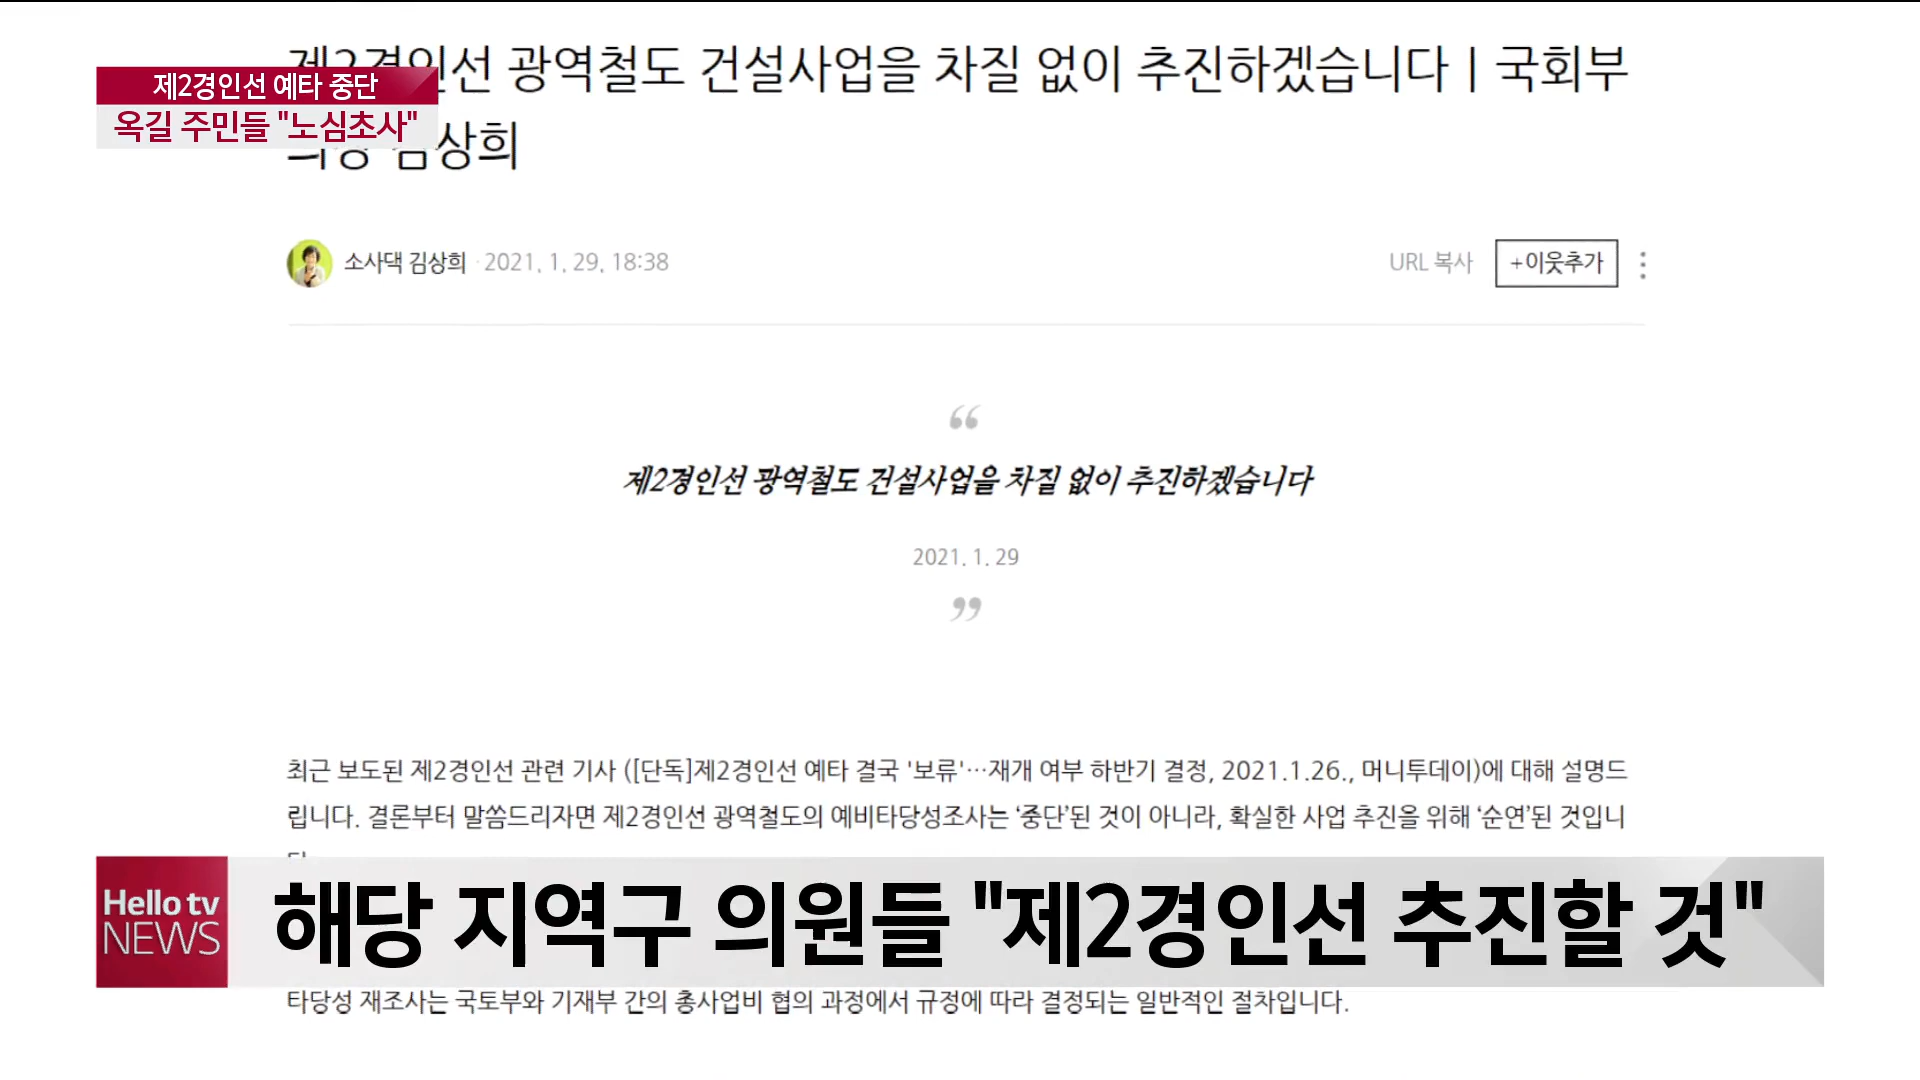 제2경인선 광역철도 건설사업을 차질 없이 추진하겠습니다 | 국회부
제2경인선 예타 중단
옥길 주민들 "노심초사"
의장 김상희
소사댁 김상희 · 2021. 1. 29. 18:38
URL 복사
+이웃추가
“
제2경인선 광역철도 건설사업을 차질 없이 추진하겠습니다
2021. 1. 29
”
최근 보도된 제2경인선 관련 기사 ([단독]제2경인선 예타 결국 '보류'…재개 여부 하반기 결정, 2021.1.26., 머니투데이)에 대해 설명드
립니다. 결론부터 말씀드리자면 제2경인선 광역철도의 예비타당성조사는 ‘중단’된 것이 아니라, 확실한 사업 추진을 위해 ‘순연’된 것입니
Hello tv
NEWS
해당 지역구 의원들 "제2경인선 추진할 것"
타당성 재조사는 국토부와 기재부 간의 총사업비 협의 과정에서 규정에 따라 결정되는 일반적인 절차입니다.